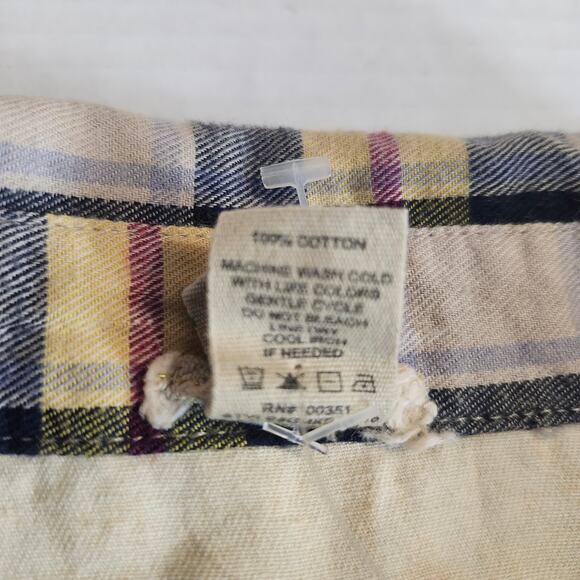 100% COTTON
MACHINE WASH COLD
WITH LIKE COLORS
GENTLE CYCLE
DO NOT BLEACH
LINE DRY
COOL IRON
IF NEEDED
RN# 00351